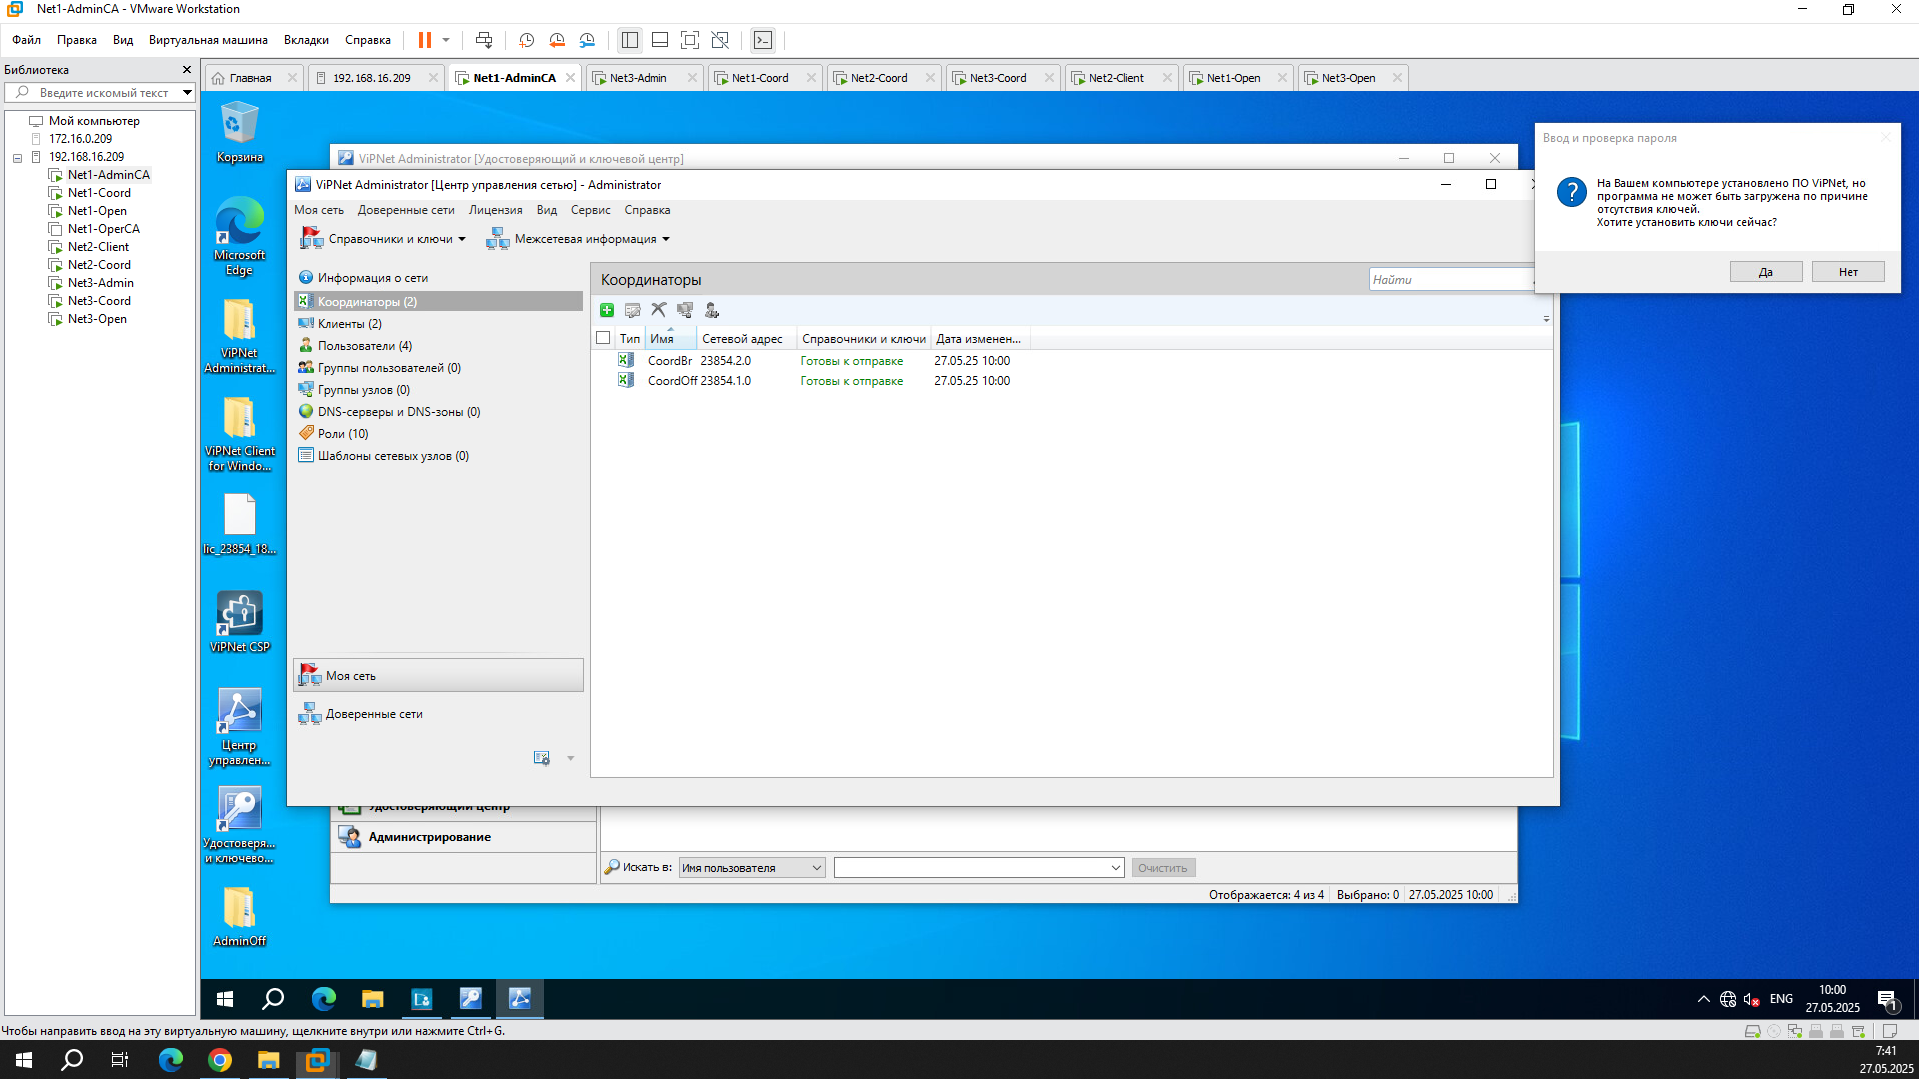 Net1-AdminCA - VMware Workstation
Файл Правка Вид Виртуальная машина Вкладки Справка
Библиотека
Введите искомый текст
Мой компьютер
172.16.0.209
192.168.16.209
Net1-AdminCA
Net1-Coord
Net1-Open
Net1-OperCA
Net2-Client
Net2-Coord
Net3-Admin
Net3-Coord
Net3-Open
Главная 192.168.16.209 Net1-AdminCA Net3-Admin Net1-Coord Net2-Coord Net3-Coord Net2-Client Net1-Open Net3-Open
Корзина
Microsoft
Edge
ViPNet
Administrat...
ViPNet Client
for Windo...
lic_23854_18...
ViPNet CSP
Центр
управлен...
Удостоверя...
и ключево...
AdminOff
ViPNet Administrator [Удостоверяющий и ключевой центр]
ViPNet Administrator [Центр управления сетью] - Administrator
Моя сеть Доверенные сети Лицензия Вид Сервис Справка
Справочники и ключи Межсетевая информация
Информация о сети
Координаторы (2)
Клиенты (2)
Пользователи (4)
Группы пользователей (0)
Группы узлов (0)
DNS-серверы и DNS-зоны (0)
Роли (10)
Шаблоны сетевых узлов (0)
Моя сеть
Доверенные сети
Координаторы
Найти
Тип Имя Сетевой адрес Справочники и ключи Дата изменен...
CoordBr 23854.2.0 Готовы к отправке 27.05.25 10:00
CoordOff 23854.1.0 Готовы к отправке 27.05.25 10:00
Удостоверяющий центр
Администрирование
Искать в: Имя пользователя Очистить
Отображается: 4 из 4 Выбрано: 0 27.05.2025 10:00
Ввод и проверка пароля
На Вашем компьютере установлено ПО ViPNet, но
программа не может быть загружена по причине
отсутствия ключей.
Хотите установить ключи сейчас?
Да Нет
ENG
10:00
27.05.2025
1
Чтобы направить ввод на эту виртуальную машину, щелкните внутри или нажмите Ctrl+G.
7:41
27.05.2025